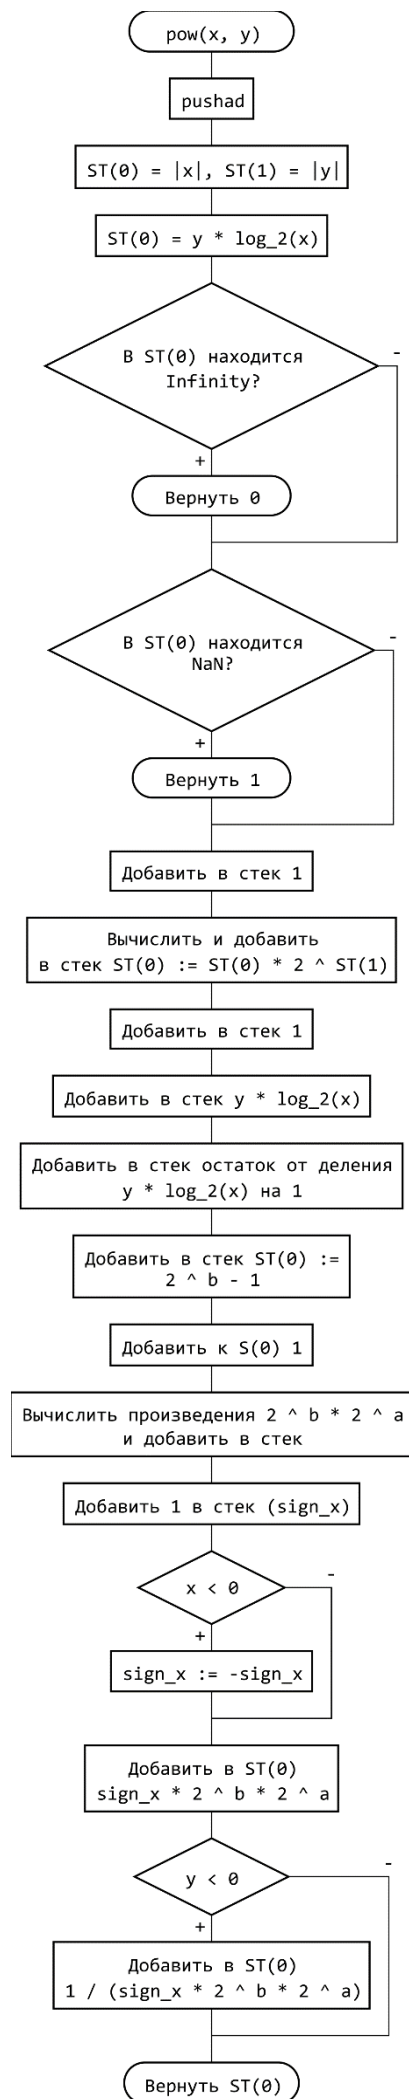 pow(x, y)
pushad
ST(0) = |x|, ST(1) = |y|
ST(0) = y * log_2(x)
В ST(0) находится
Infinity?
-
+
Вернуть 0
В ST(0) находится
NaN?
-
+
Вернуть 1
Добавить в стек 1
Вычислить и добавить
в стек ST(0) := ST(0) * 2 ^ ST(1)
Добавить в стек 1
Добавить в стек y * log_2(x)
Добавить в стек остаток от деления
y * log_2(x) на 1
Добавить в стек ST(0) :=
2 ^ b - 1
Добавить к S(0) 1
Вычислить произведения 2 ^ b * 2 ^ a
и добавить в стек
Добавить 1 в стек (sign_x)
x < 0
-
+
sign_x := -sign_x
Добавить в ST(0)
sign_x * 2 ^ b * 2 ^ a
y < 0
-
+
Добавить в ST(0)
1 / (sign_x * 2 ^ b * 2 ^ a)
Вернуть ST(0)